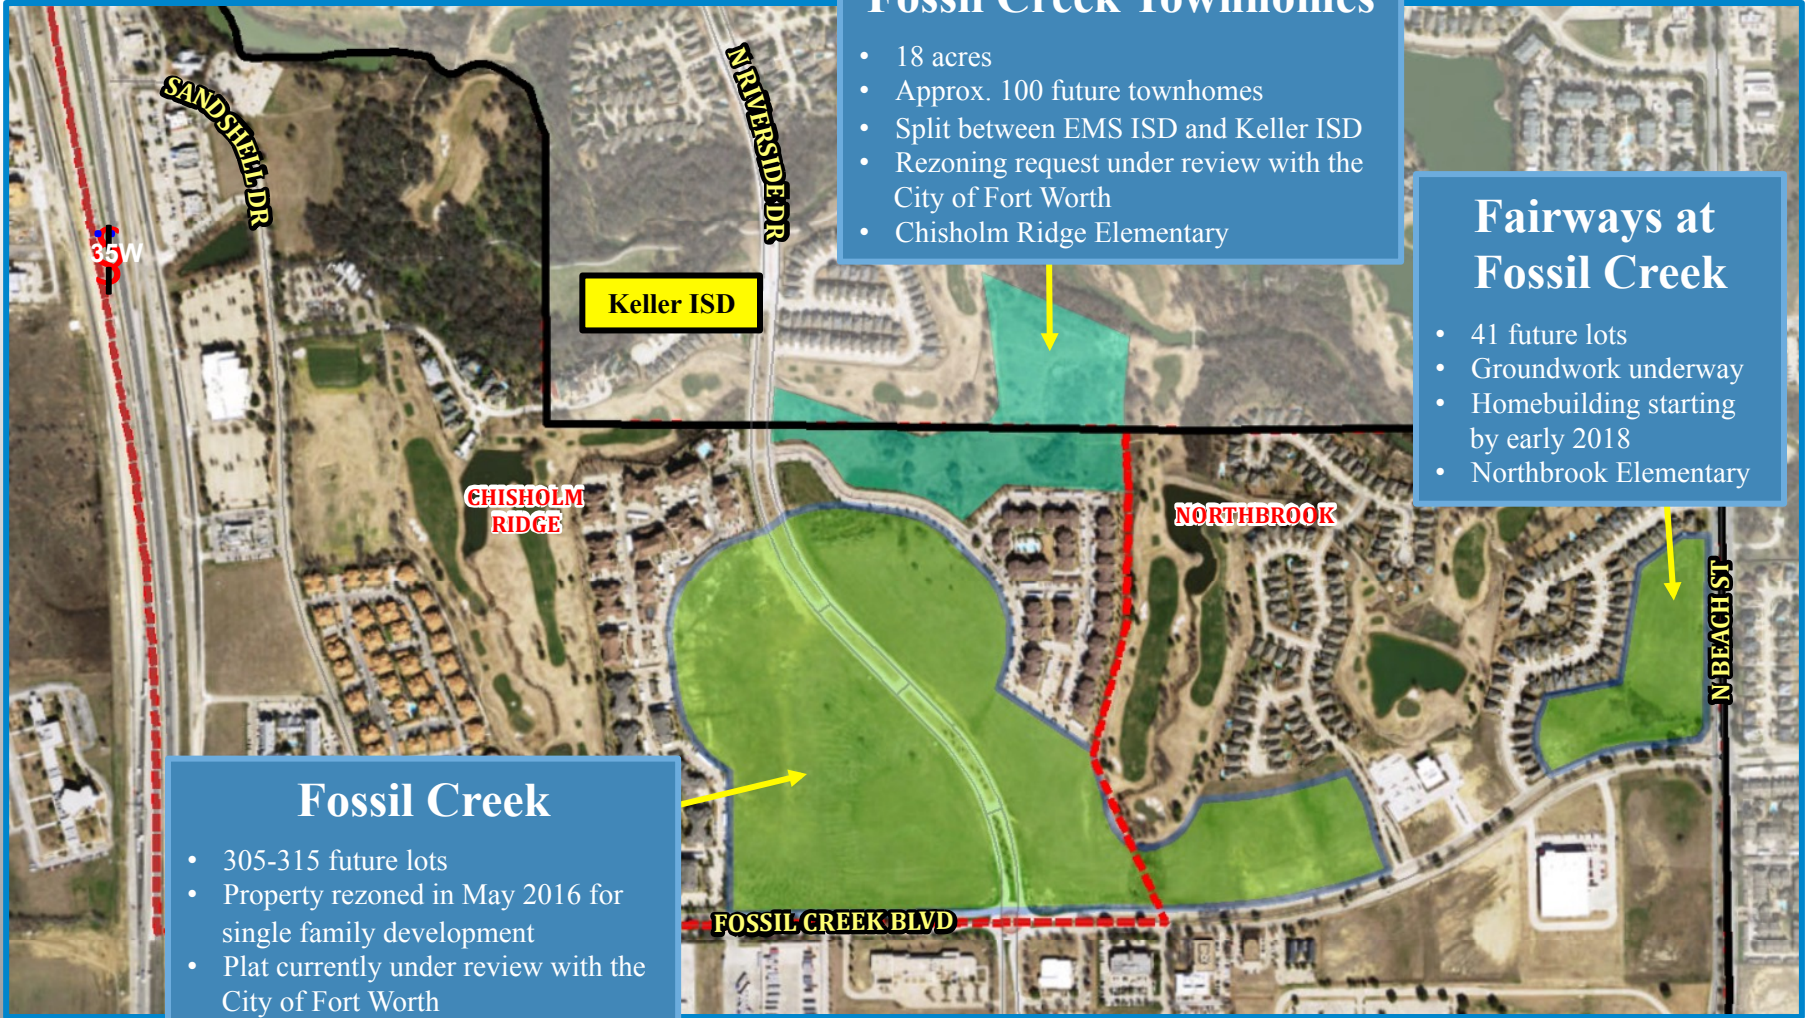 Fossil Creek Townhomes
• 18 acres
• Approx. 100 future townhomes
• Split between EMS ISD and Keller ISD
• Rezoning request under review with the
City of Fort Worth
• Chisholm Ridge Elementary
Fairways at
Fossil Creek
• 41 future lots
• Groundwork underway
• Homebuilding starting
by early 2018
• Northbrook Elementary
SANDSHELL DR
N RIVERSIDE DR
35W
Keller ISD
CHISHOLM
RIDGE
NORTHBROOK
N BEACH ST
Fossil Creek
• 305-315 future lots
• Property rezoned in May 2016 for
single family development
• Plat currently under review with the
City of Fort Worth
FOSSIL CREEK BLVD